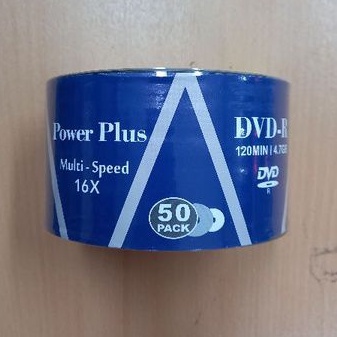 Power Plus
Multi - Speed
16X
50
PACK
DVD-R
120MIN | 4.7GB
DVD
R